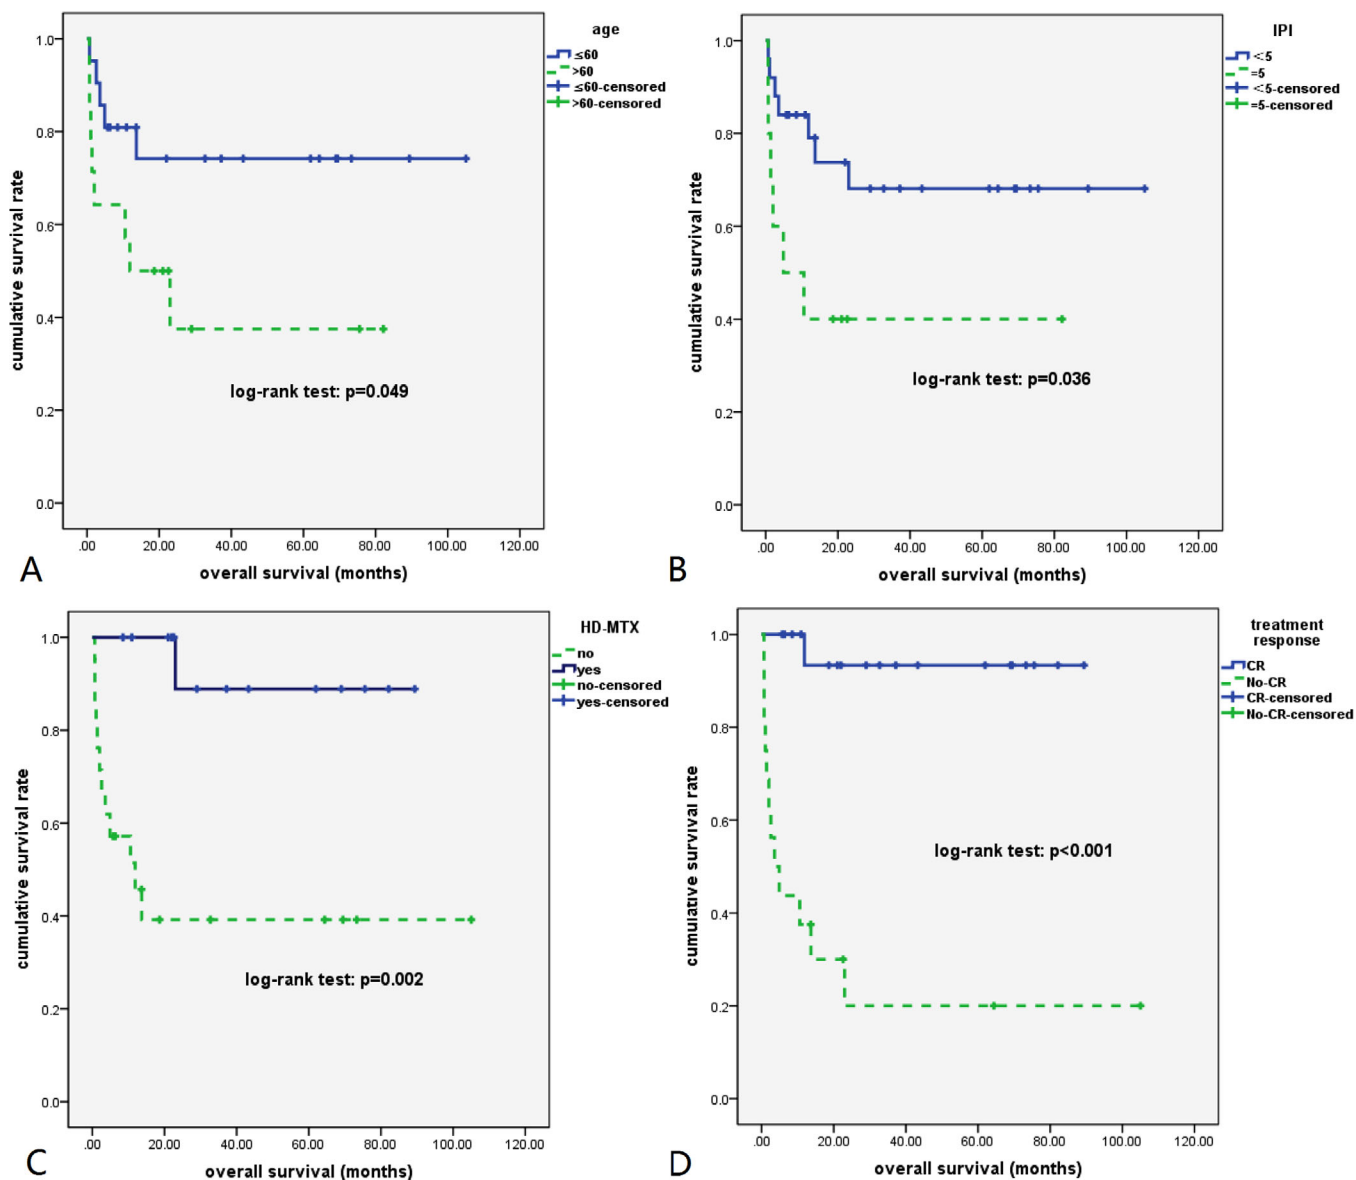 age
≤60
>60
≤60-censored
>60-censored
cumulative survival rate
1.0
0.8
0.6
0.4
0.2
0.0
log-rank test: p=0.049
.00 20.00 40.00 60.00 80.00 100.00 120.00
overall survival (months)
A
IPI
<5
=5
<5-censored
=5-censored
cumulative survival rate
1.0
0.8
0.6
0.4
0.2
0.0
log-rank test: p=0.036
.00 20.00 40.00 60.00 80.00 100.00 120.00
overall survival (months)
B
HD-MTX
no
yes
no-censored
yes-censored
cumulative survival rate
1.0
0.8
0.6
0.4
0.2
0.0
log-rank test: p=0.002
.00 20.00 40.00 60.00 80.00 100.00 120.00
overall survival (months)
C
treatment
response
CR
No-CR
CR-censored
No-CR-censored
cumulative survival rate
1.0
0.8
0.6
0.4
0.2
0.0
log-rank test: p<0.001
.00 20.00 40.00 60.00 80.00 100.00 120.00
overall survival (months)
D